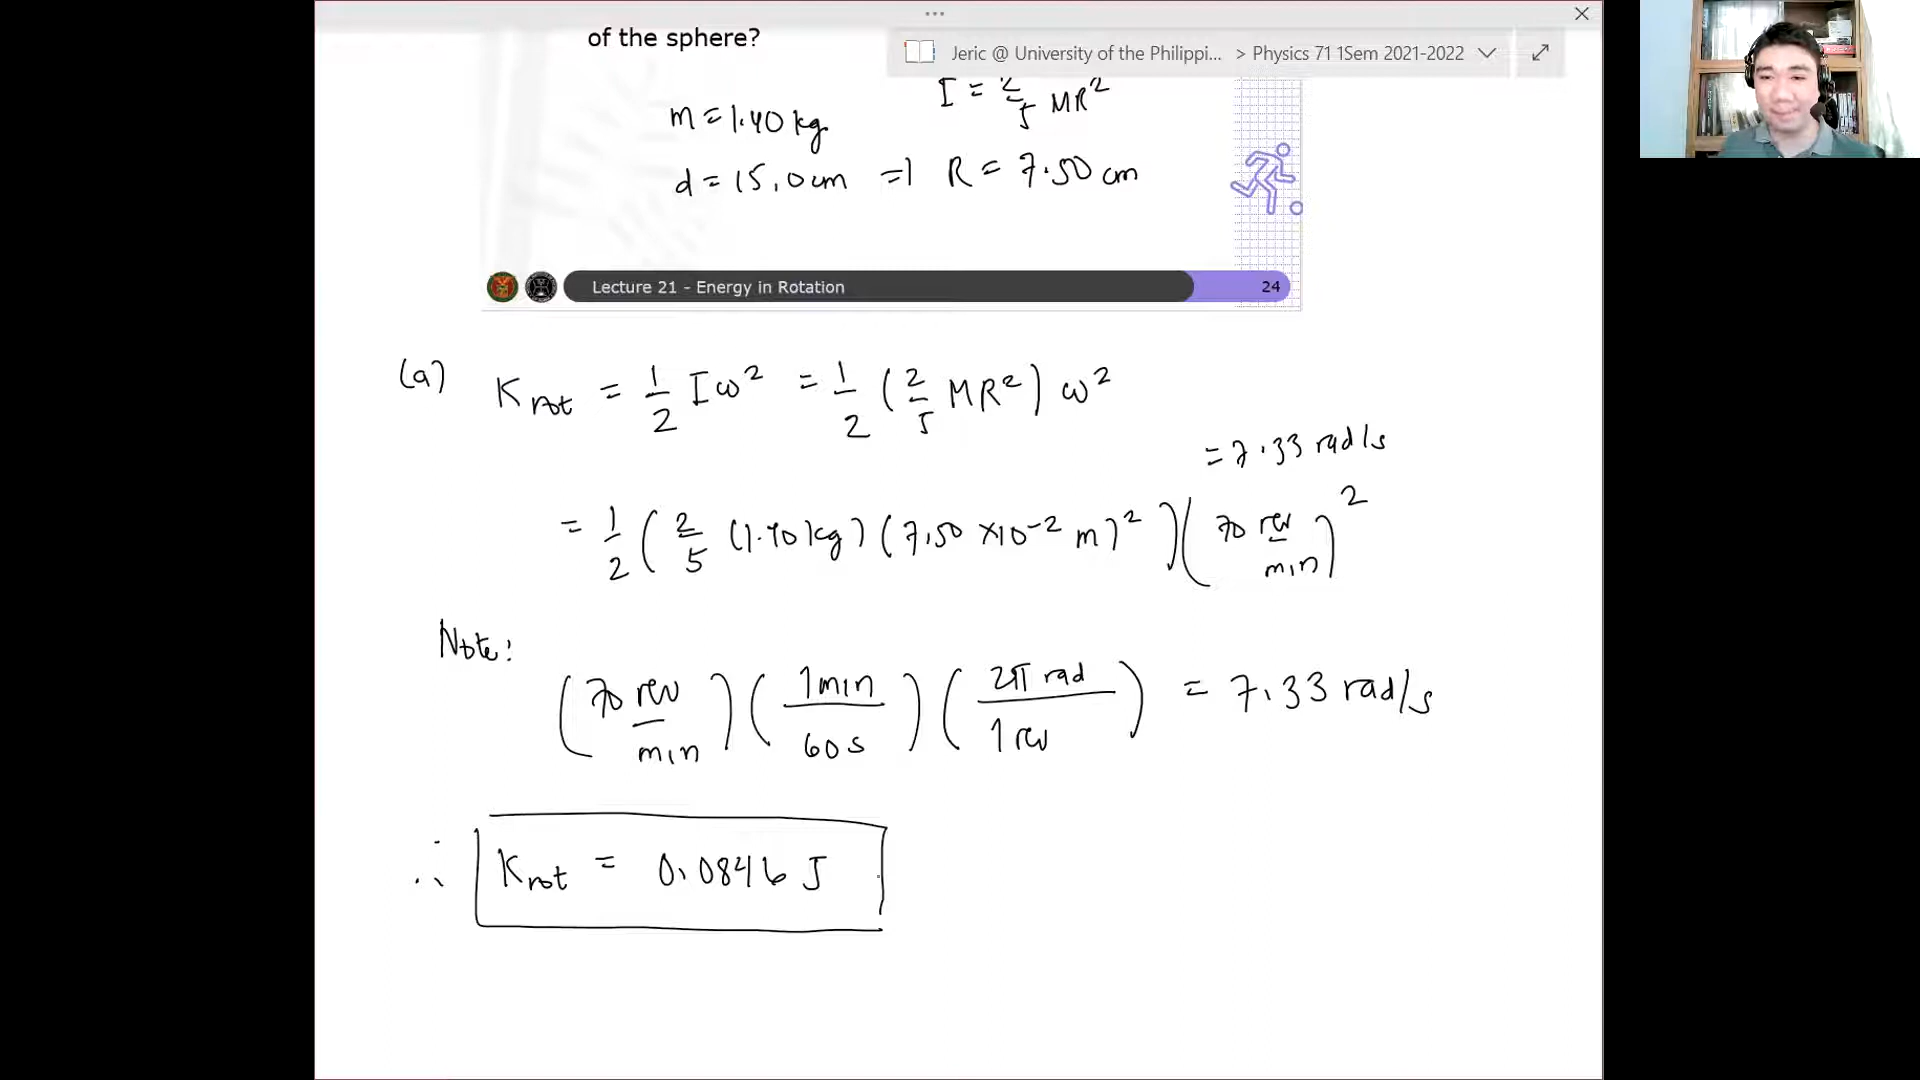 of the sphere?
Jeric @ University of the Philippi... > Physics 71 1Sem 2021-2022
I = 2/5 MR²
m = 1.40 kg
d = 15.0 cm ⇒ R = 7.50 cm
Lecture 21 - Energy in Rotation 24
(a) K rot = 1/2 Iω² = 1/2 (2/5 MR²) ω²
= 7.33 rad/s
= 1/2 (2/5 (1.40 kg) (7.50 ×10⁻² m)²) (70 rev/min)²
Note:
(70 rev/min) (1 min/60 s) (2π rad/1 rev) = 7.33 rad/s
∴ K rot = 0.0846 J